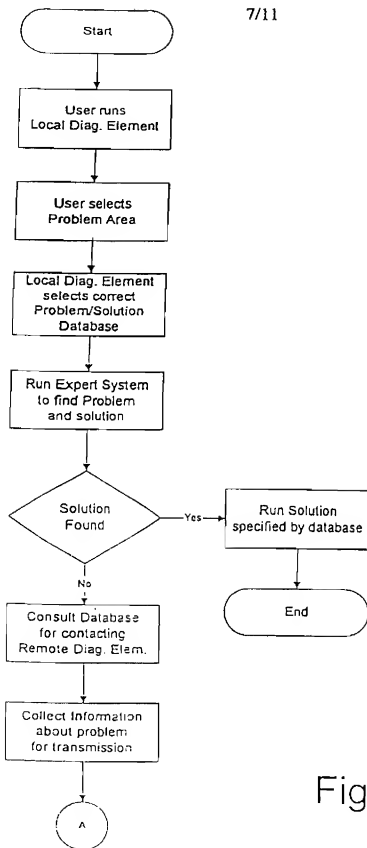 7/11
Start
User runs
Local Diag. Element
User selects
Problem Area
Local Diag. Element
selects correct
Problem/Solution
Database
Run Expert System
to find Problem
and solution
Solution
Found
Yes
Run Solution
specified by database
End
No
Consult Database
for contacting
Remote Diag. Elem.
Collect Information
about problem
for transmission
A
Fig